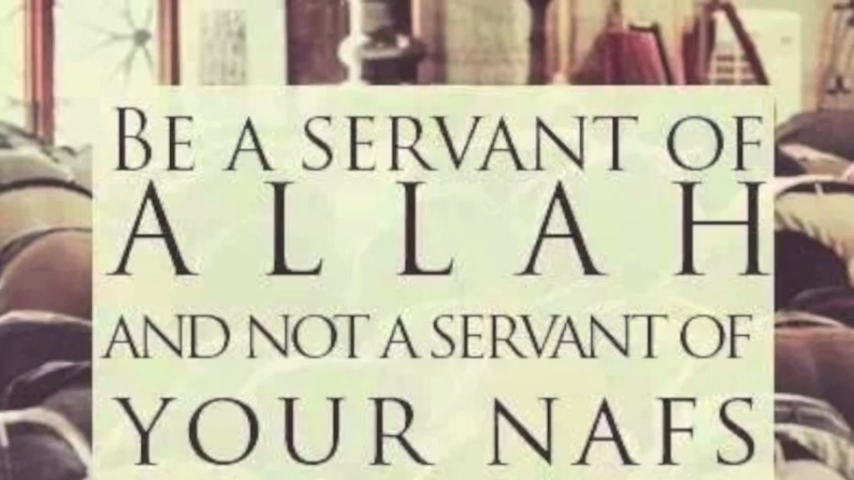 BE A SERVANT OF
ALLAH
AND NOT A SERVANT OF
YOUR NAFS